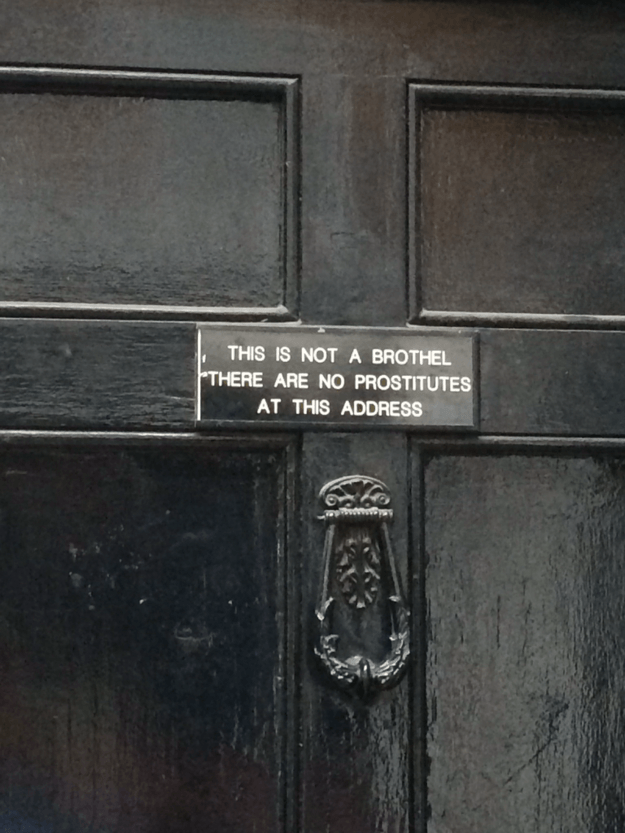 THIS IS NOT A BROTHEL
THERE ARE NO PROSTITUTES
AT THIS ADDRESS